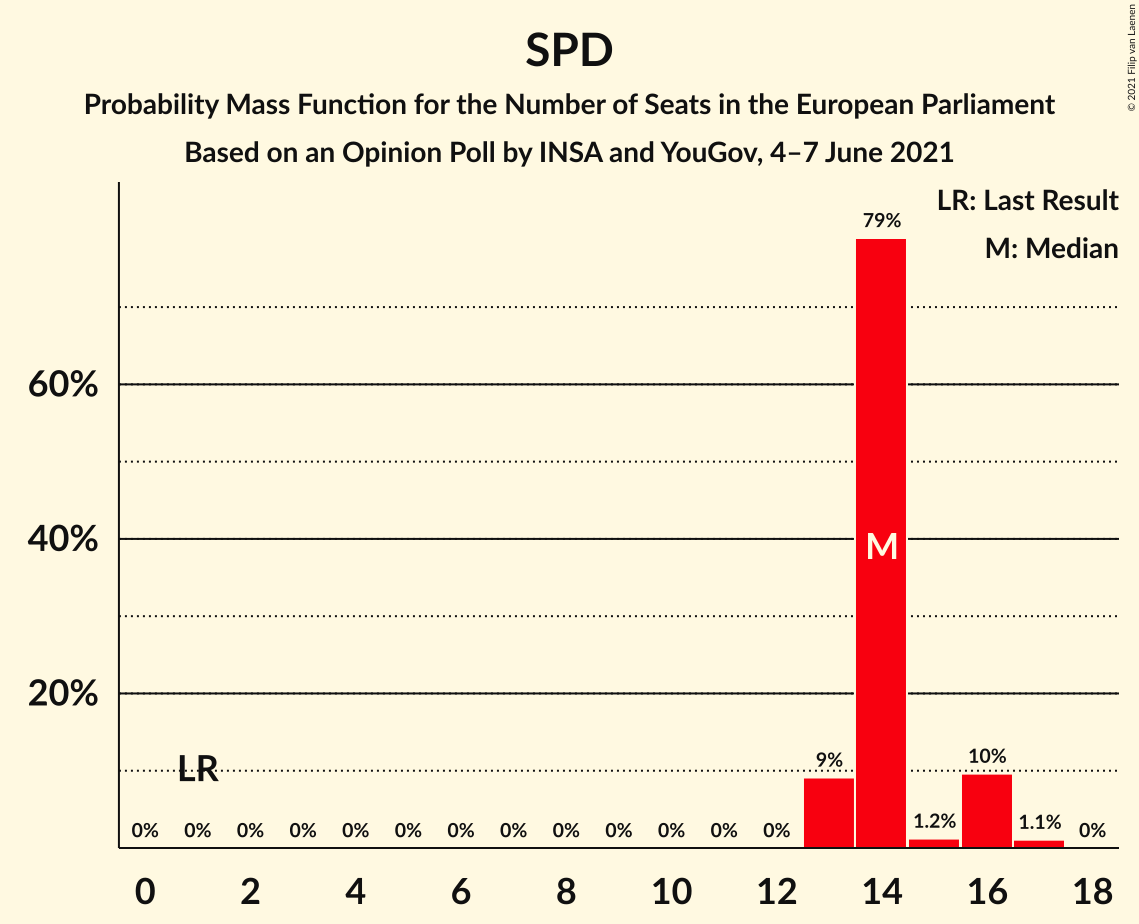 SPD
Probability Mass Function for the Number of Seats in the European Parliament
Based on an Opinion Poll by INSA and YouGov, 4–7 June 2021
© 2021 Filip van Laenen
LR: Last Result
M: Median
79%
60%
40%
M
20%
LR
9%
10%
0% 0% 0% 0% 0% 0% 0% 0% 0% 0% 0% 0% 0% 1.2% 1.1% 0%
0 2 4 6 8 10 12 14 16 18